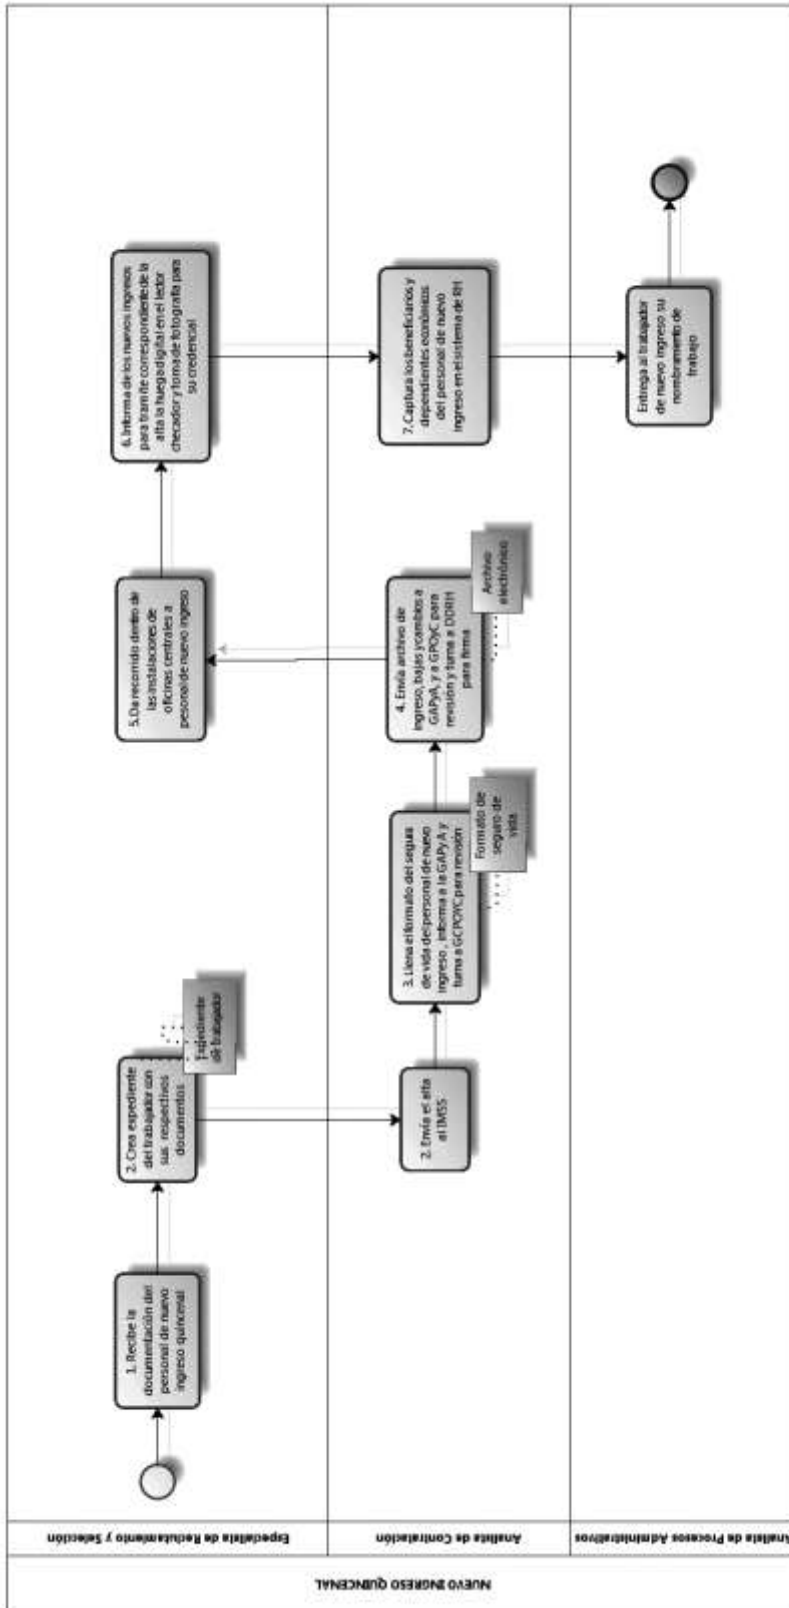 NUEVO INGRESO QUINCENAL
Especialista de Reclutamiento y Selección
1. Recibe la
documentación del
personal de nuevo
ingreso quincenal
2. Crea expediente
del trabajador con
sus respectivos
documentos
Expediente
de trabajador
5.Da recorrido dentro de
las instalaciones de
oficinas centrales a
pesonal de nuevo ingreso
6. Informa de los nuevos ingresos
para tramite correspondiente de la
alta la huega digital en el lector
checador y toma de fotografía para
su credencial
Analista de Contratación
2. Envía el alta
al IMSS
3. Llena el formato del seguro
de vida del personal de nuevo
ingreso , informa a la GAPy A y
turna a GCPOYC para revisión
Formato de
seguro de
vida
4. Envía archivo de
ingreso, bajas y cambios a
GAPyA, y a GPOyC para
revisión y turna a DDRH
para firma
Archivo
electrónico
7. Captura los beneficiarios y
dependientes económicos
del personal de nuevo
ingreso en el sistema de RH
Analista de Procesos Administrativos
Entrega al trabajador
de nuevo ingreso su
nombramiento de
trabajo